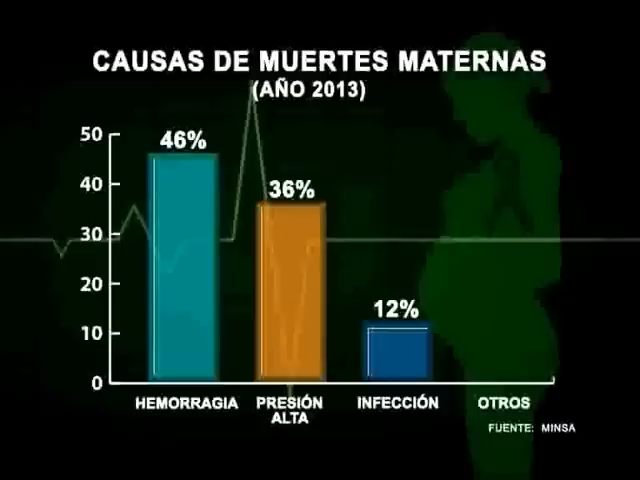 CAUSAS DE MUERTES MATERNAS
(AÑO 2013)
50
40
30
20
10
0
46%
36%
12%
HEMORRAGIA
PRESIÓN
ALTA
INFECCIÓN
OTROS
FUENTE: MINSA